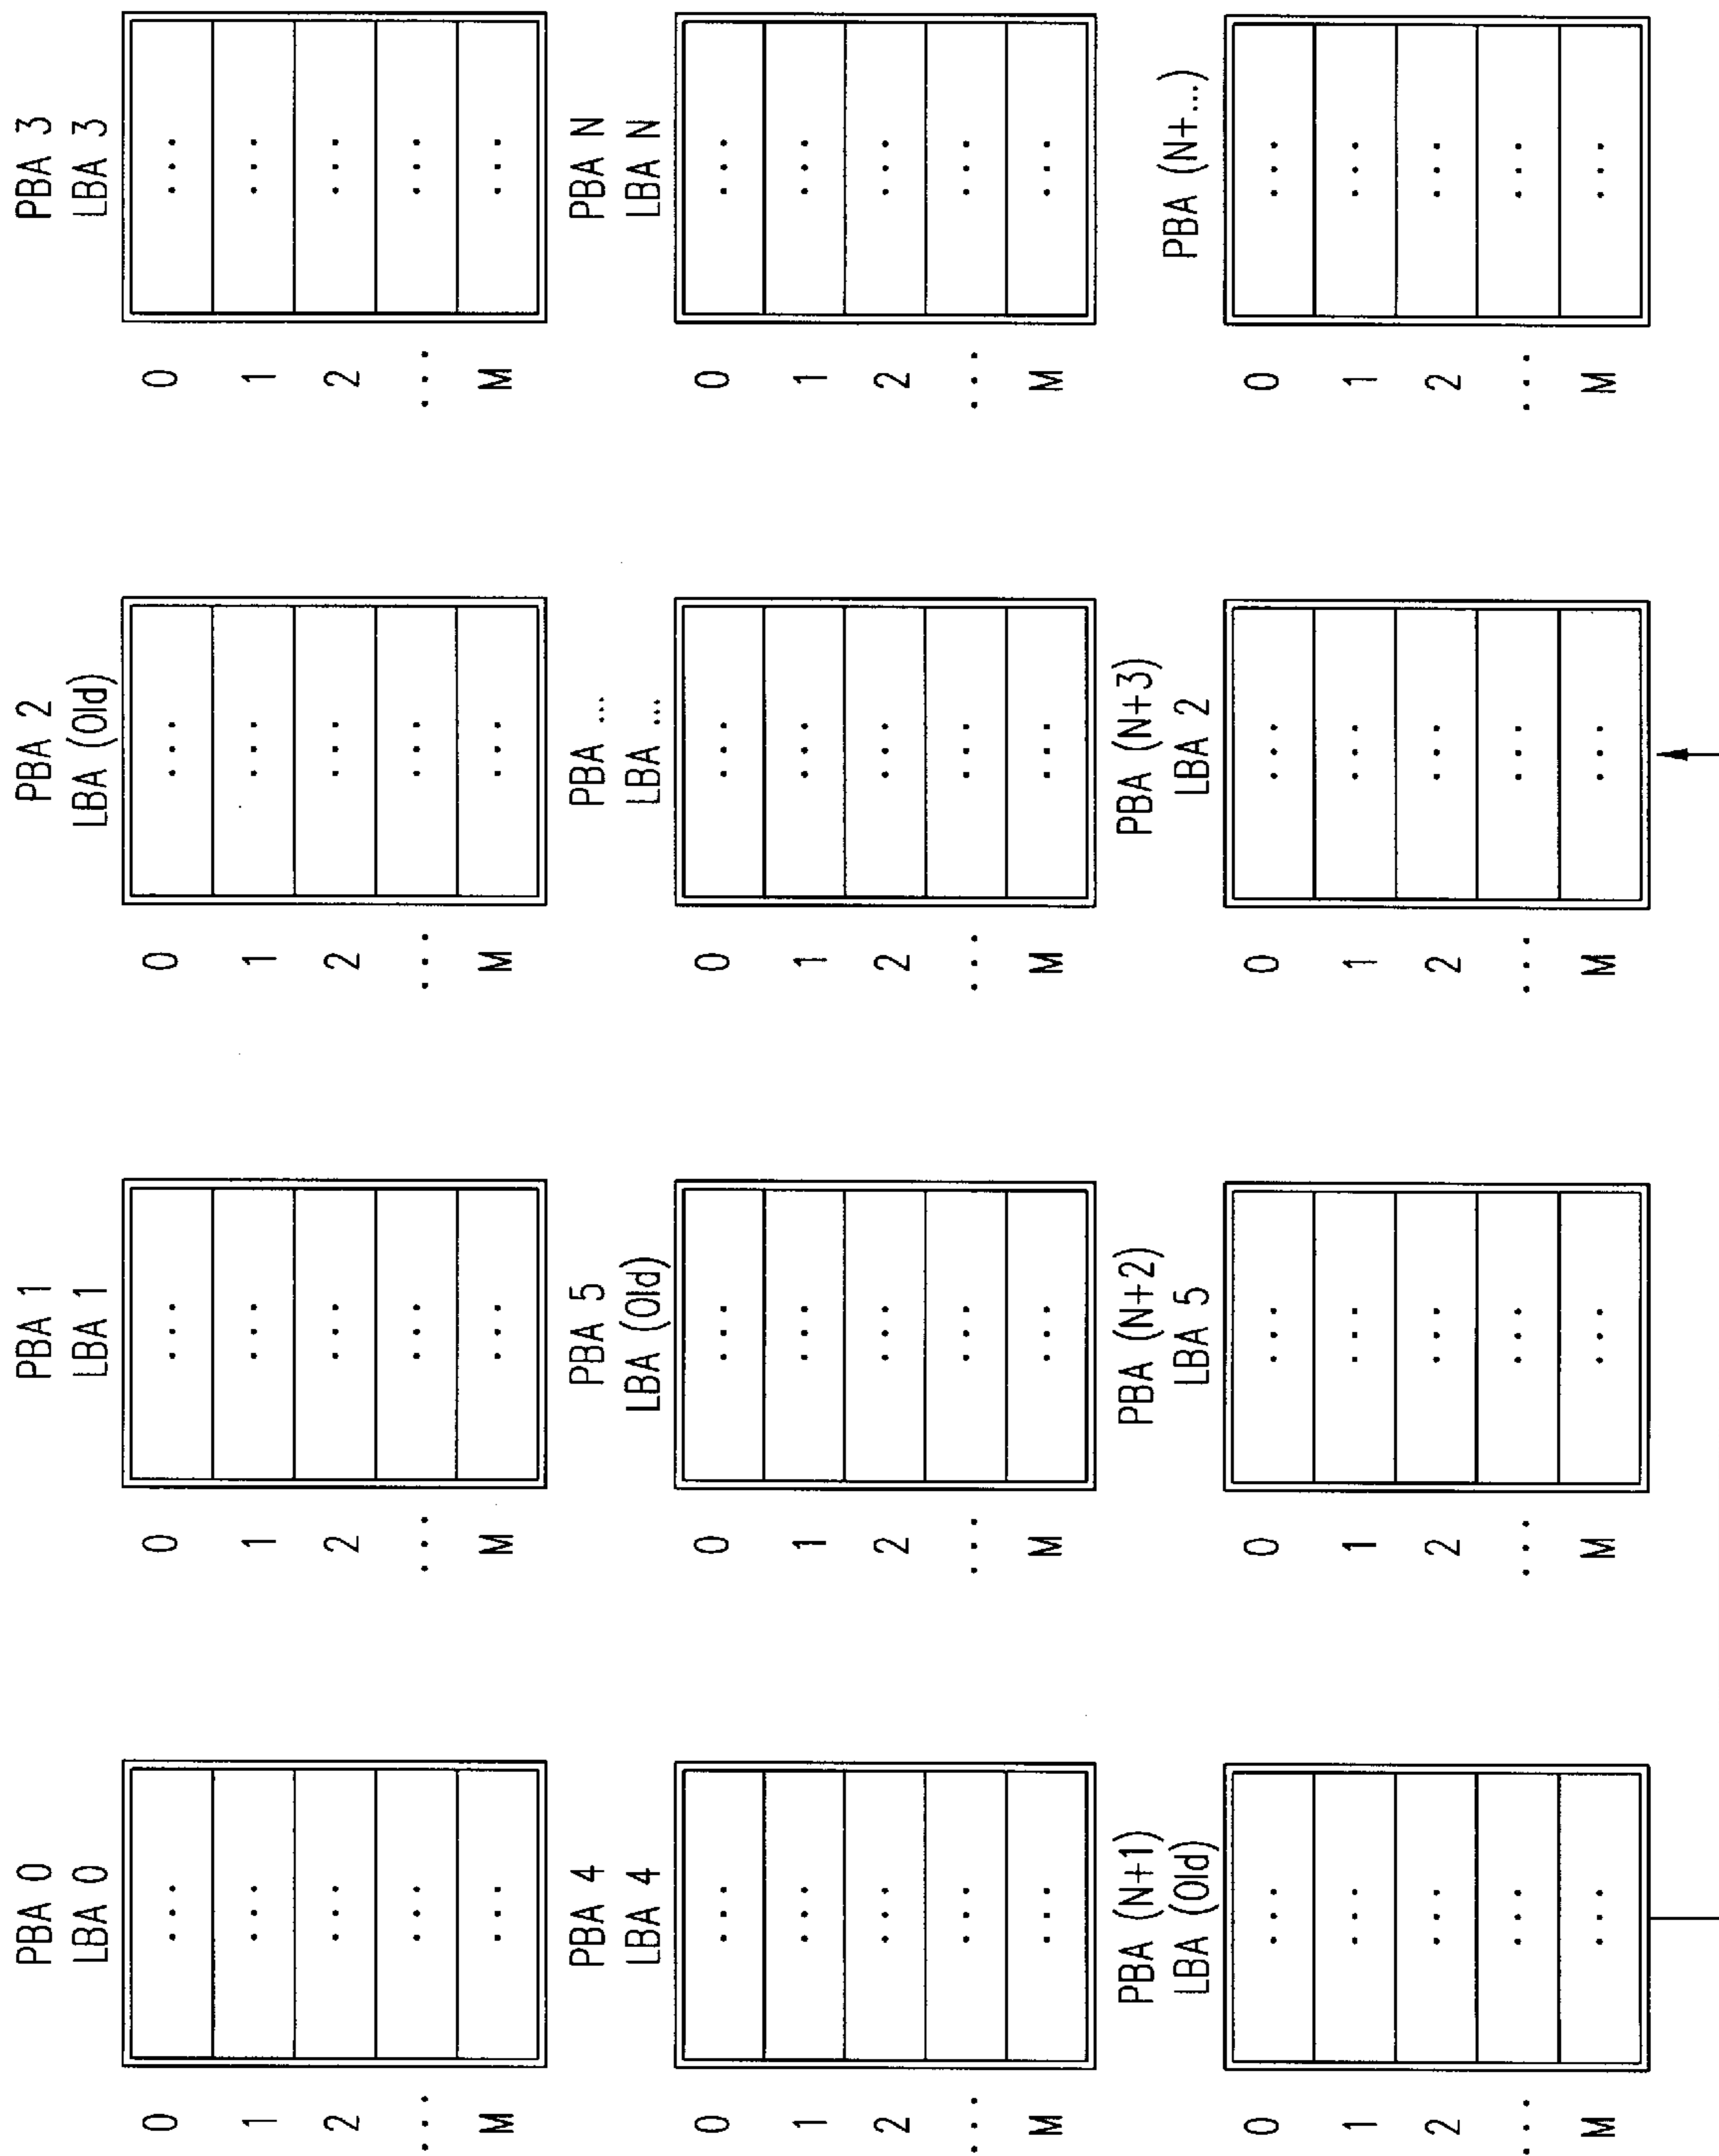 PBA 0
LBA 0
0 ...
1 ...
2 ...
... ...
M ...
PBA 1
LBA 1
0 ...
1 ...
2 ...
... ...
M ...
PBA 2
LBA (Old)
0 ...
1 ...
2 ...
... ...
M ...
PBA 3
LBA 3
0 ...
1 ...
2 ...
... ...
M ...
PBA 4
LBA 4
0 ...
1 ...
2 ...
... ...
M ...
PBA 5
LBA (Old)
0 ...
1 ...
2 ...
... ...
M ...
PBA ...
LBA ...
0 ...
1 ...
2 ...
... ...
M ...
PBA N
LBA N
0 ...
1 ...
2 ...
... ...
M ...
PBA (N+1)
LBA (Old)
0 ...
1 ...
2 ...
... ...
M ...
PBA (N+2)
LBA 5
0 ...
1 ...
2 ...
... ...
M ...
PBA (N+3)
LBA 2
0 ...
1 ...
2 ...
... ...
M ...
PBA (N+...)
0 ...
1 ...
2 ...
... ...
M ...